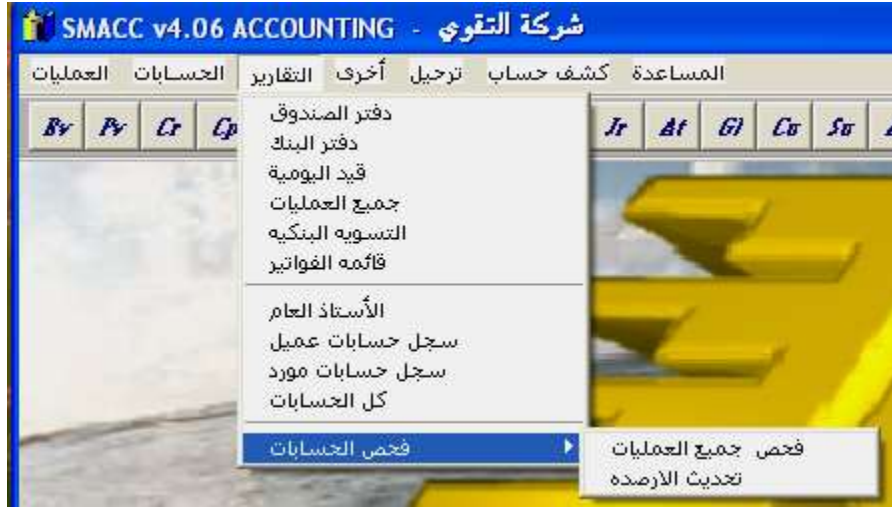 SMACC v4.06 ACCOUNTING - شركة التقوي
العمليات الحسابات التقارير أخرى ترحيل كشف حساب المساعدة
Bv Pv Cr Cp Jr At Gl Cu Su
دفتر الصندوق
دفتر البنك
قيد اليومية
جميع العمليات
التسويه البنكيه
قائمه الفواتير
الأستاذ العام
سجل حسابات عميل
سجل حسابات مورد
كل الحسابات
فحص الحسابات
فحص جميع العمليات
تحديث الارصده